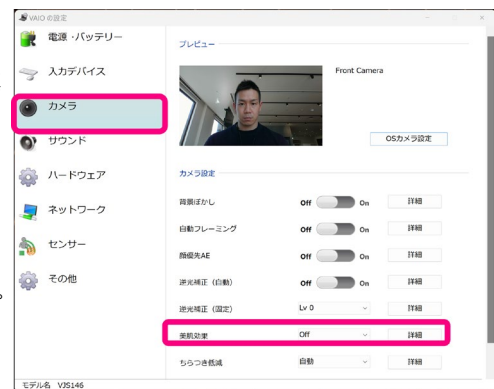 VAIO の設定
電源・バッテリー
入力デバイス
カメラ
サウンド
ハードウェア
ネットワーク
センサー
その他
プレビュー
Front Camera
OSカメラ設定
カメラ設定
背景ぼかし Off On 詳細
自動フレーミング Off On 詳細
顔優先AE Off On 詳細
逆光補正（自動） Off On 詳細
逆光補正（固定） Lv 0 詳細
美肌効果 Off 詳細
ちらつき低減 自動 詳細
モデル名 VJS146